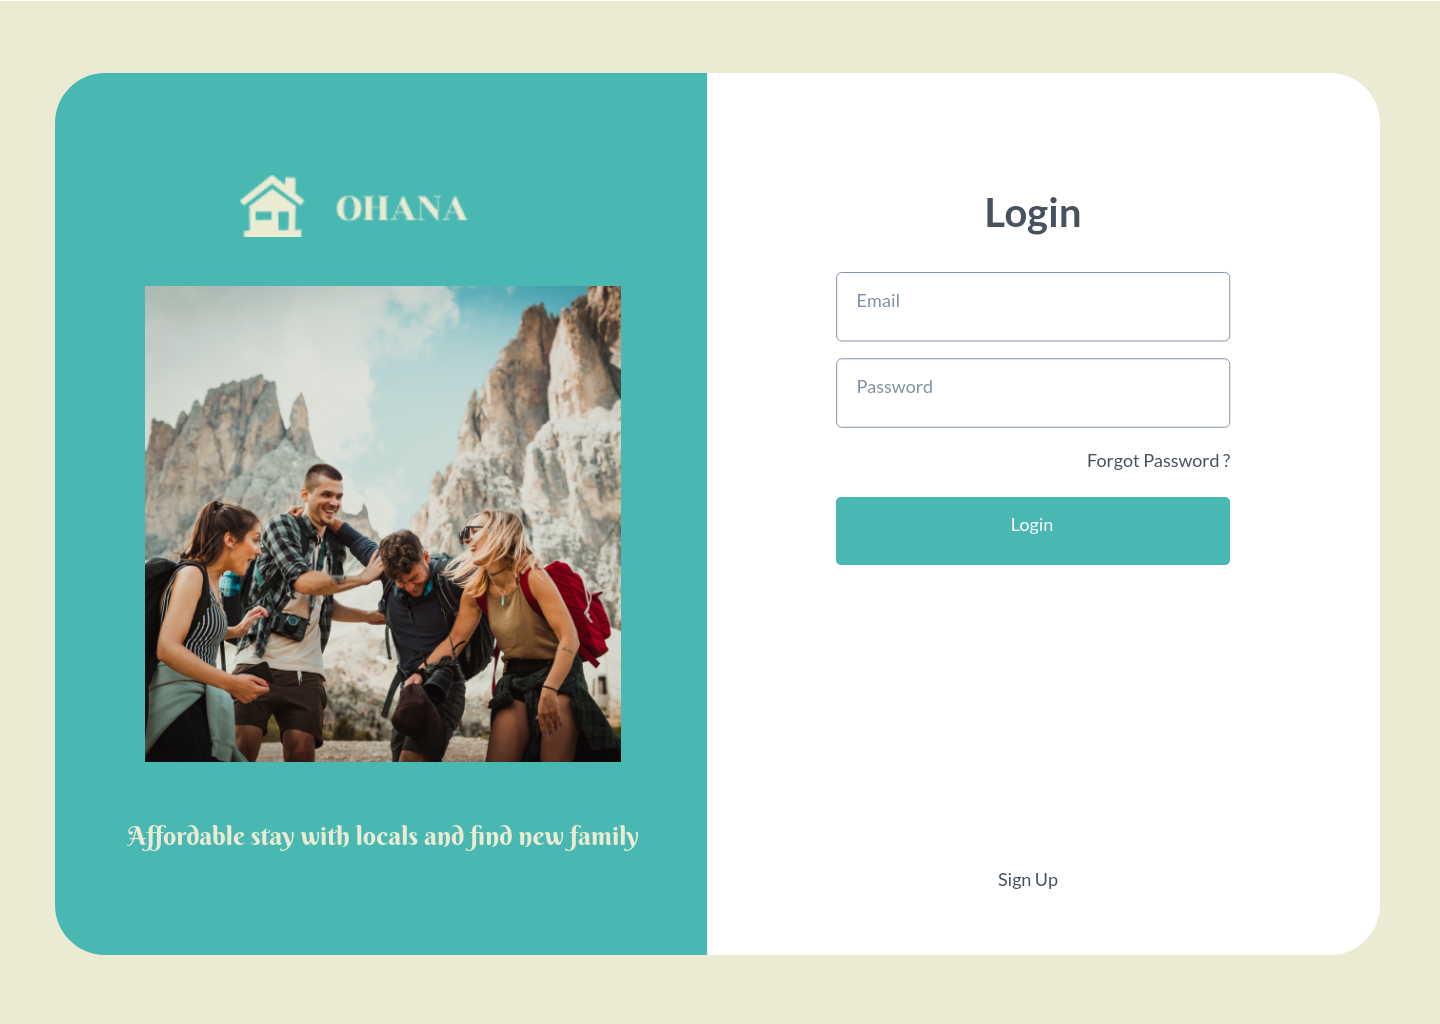 OHANA
Affordable stay with locals and find new family
Login
Email
Password
Forgot Password ?
Login
Sign Up